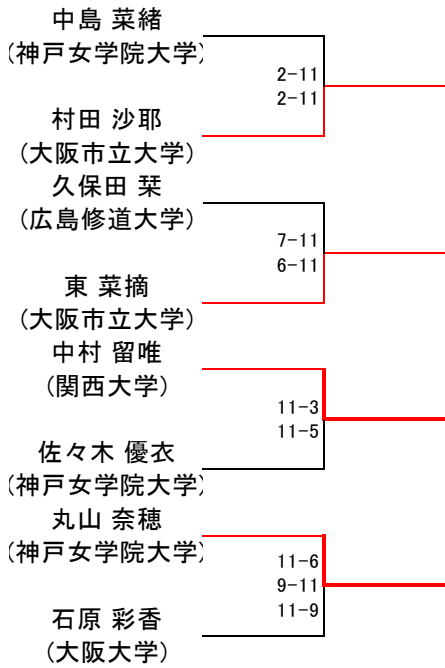 中島 菜緒
(神戸女学院大学)
2-11
2-11
村田 沙耶
(大阪市立大学)
久保田 栞
(広島修道大学)
7-11
6-11
東 菜摘
(大阪市立大学)
中村 留唯
(関西大学)
11-3
11-5
佐々木 優衣
(神戸女学院大学)
丸山 奈穂
(神戸女学院大学)
11-6
9-11
11-9
石原 彩香
(大阪大学)